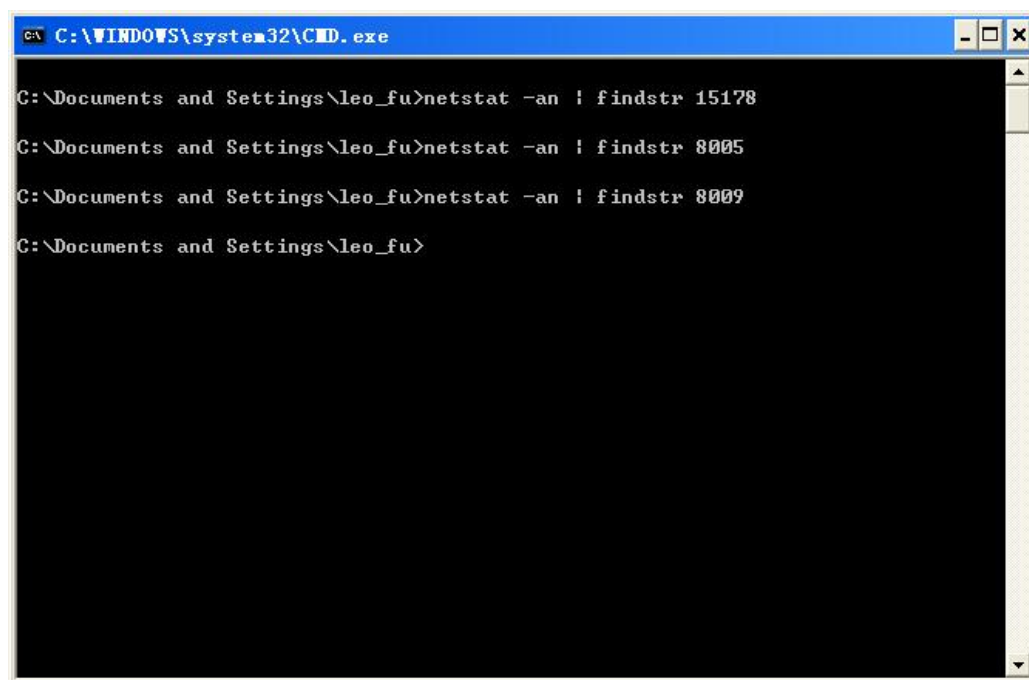 C:\WINDOWS\system32\CMD.exe
C:\Documents and Settings\leo_fu>netstat -an | findstr 15178
C:\Documents and Settings\leo_fu>netstat -an | findstr 8005
C:\Documents and Settings\leo_fu>netstat -an | findstr 8009
C:\Documents and Settings\leo_fu>